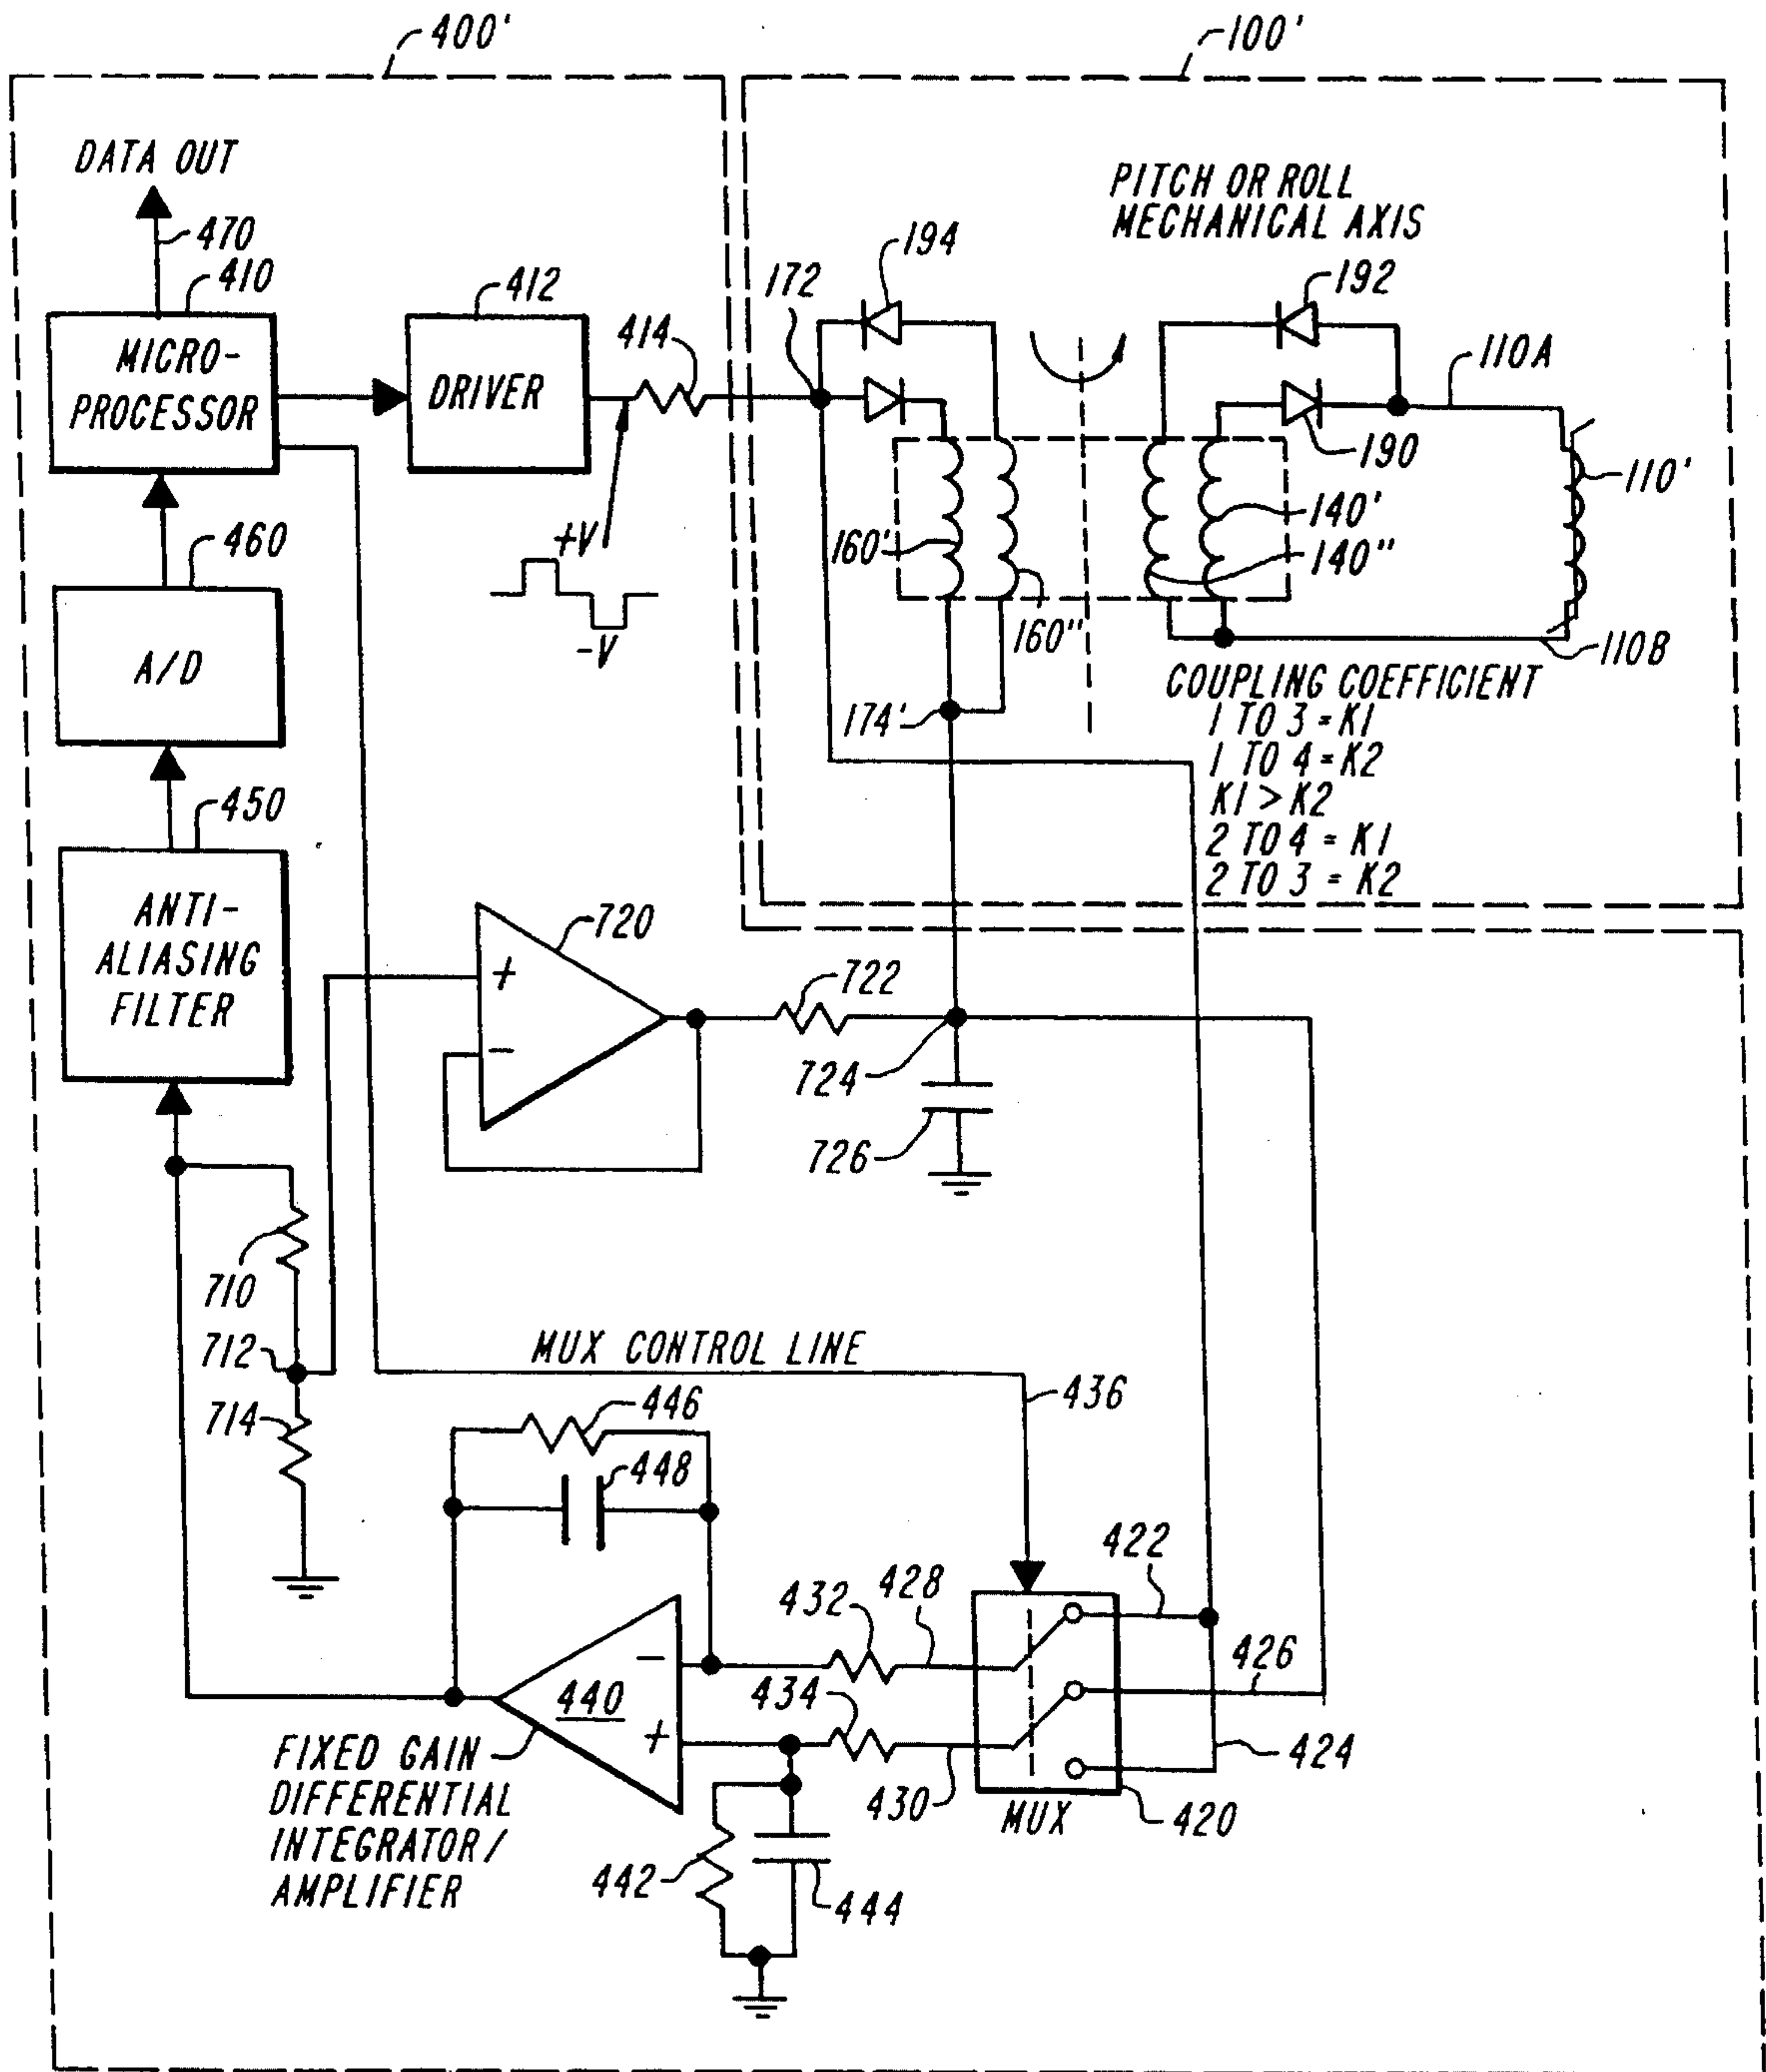 400'
100'
DATA OUT
470
410
MICRO-
PROCESSOR
412
DRIVER
414
172
194
PITCH OR ROLL
MECHANICAL AXIS
192
110A
190
110'
140'
140"
160'
160"
110B
174'
+V
-V
460
A/D
450
ANTI-
ALIASING
FILTER
COUPLING COEFFICIENT
1 TO 3 = K1
1 TO 4 = K2
K1 > K2
2 TO 4 = K1
2 TO 3 = K2
720
+
-
722
724
726
710
712
714
MUX CONTROL LINE
436
446
448
432
428
422
426
424
434
430
420
MUX
-
+
440
FIXED GAIN
DIFFERENTIAL
INTEGRATOR/
AMPLIFIER
442
444